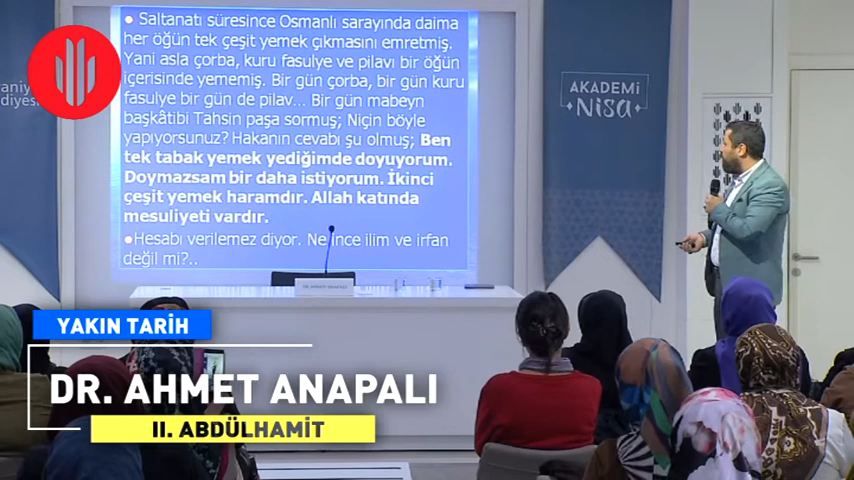 ● Saltanatı süresince Osmanlı sarayında daima
her öğün tek çeşit yemek çıkmasını emretmiş.
Yani asla çorba, kuru fasulye ve pilavı bir öğün
içerisinde yememiş. Bir gün çorba, bir gün kuru
fasulye bir gün de pilav... Bir gün mabeyn
başkâtibi Tahsin paşa sormuş; Niçin böyle
yapıyorsunuz? Hakanın cevabı şu olmuş; Ben
tek tabak yemek yediğimde doyuyorum.
Doymazsam bir daha istiyorum. İkinci
çeşit yemek haramdır. Allah katında
mesuliyeti vardır.
●Hesabı verilemez diyor. Ne ince ilim ve irfan
değil mi?..
AKADEMİ
Nisa
DR. AHMET ANAPALI
YAKIN TARİH
DR. AHMET ANAPALI
II. ABDÜLHAMİT